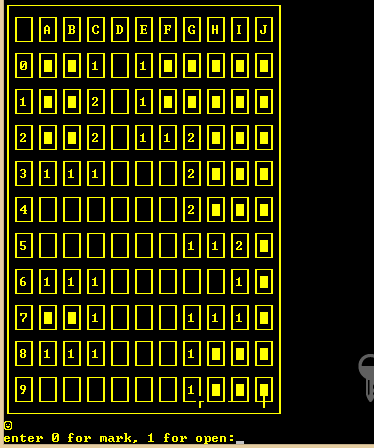 A B C D E F G H I J
0 1 1
1 2 1
2 2 1 1 2
3 1 1 1 2
4 2
5 1 1 2
6 1 1 1 1
7 1 1 1 1
8 1 1 1 1
9 1
enter 0 for mark, 1 for open: